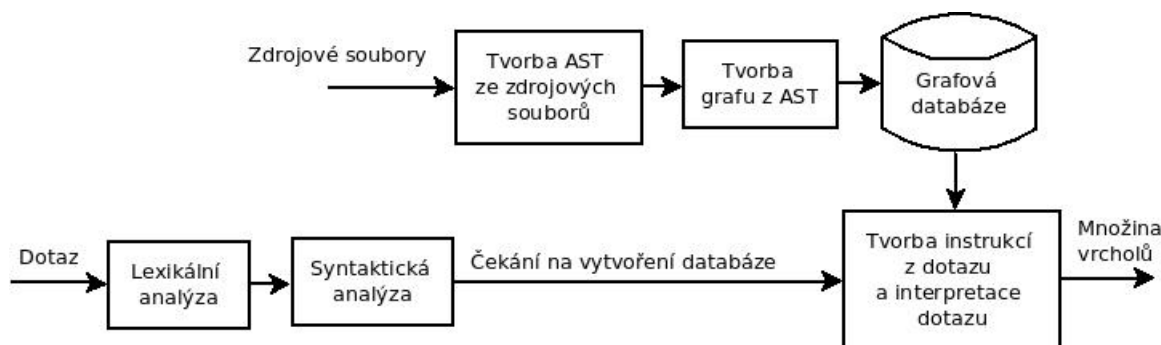 Zdrojové soubory
Tvorba AST
ze zdrojových
souborů
Tvorba
grafu z AST
Grafová
databáze
Dotaz
Lexikální
analýza
Syntaktická
analýza
Čekání na vytvoření databáze
Tvorba instrukcí
z dotazu
a interpretace
dotazu
Množina
vrcholů